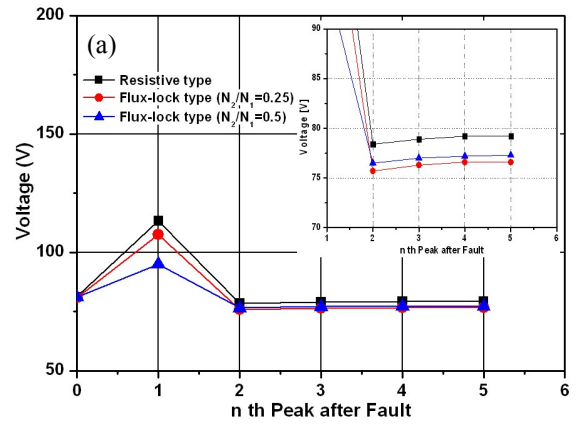 200
(a)
Resistive type
Flux-lock type (N2/N1=0.25)
Flux-lock type (N2/N1=0.5)
150
100
50
Voltage (V)
0 1 2 3 4 5 6
n th Peak after Fault
90
85
80
75
70
Voltage [V]
1 2 3 4 5 6
n th Peak after Fault